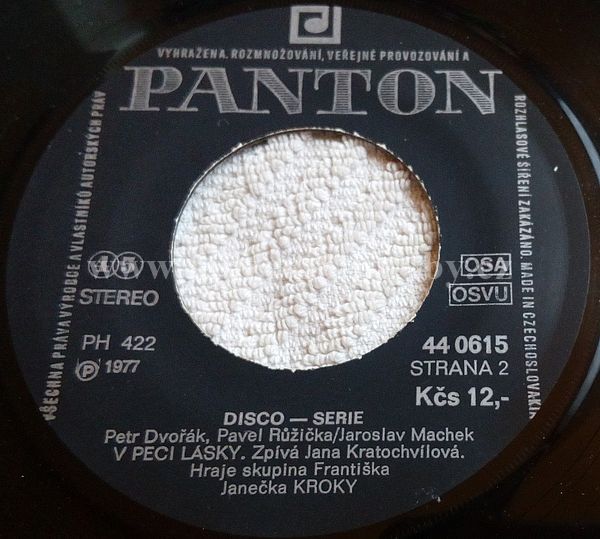 VYHRAŽENA. ROZMNOŽOVÁNÍ, VEŘEJNÉ PROVOZOVÁNÍ A
PANTON
VŠECHNA PRÁVA VÝROBCE A VLASTNÍKŮ AUTORSKÝCH PRÁV
ROZHLASOVÉ ŠÍŘENÍ ZAKÁZÁNO. MADE IN CZECHOSLOVAKIA
45
STEREO
OSA
OSVU
PH 422
P 1977
44 0615
STRANA 2
Kčs 12,-
DISCO — SERIE
Petr Dvořák, Pavel Růžička/Jaroslav Machek
V PECI LÁSKY. Zpívá Jana Kratochvílová.
Hraje skupina Františka
Janečka KROKY